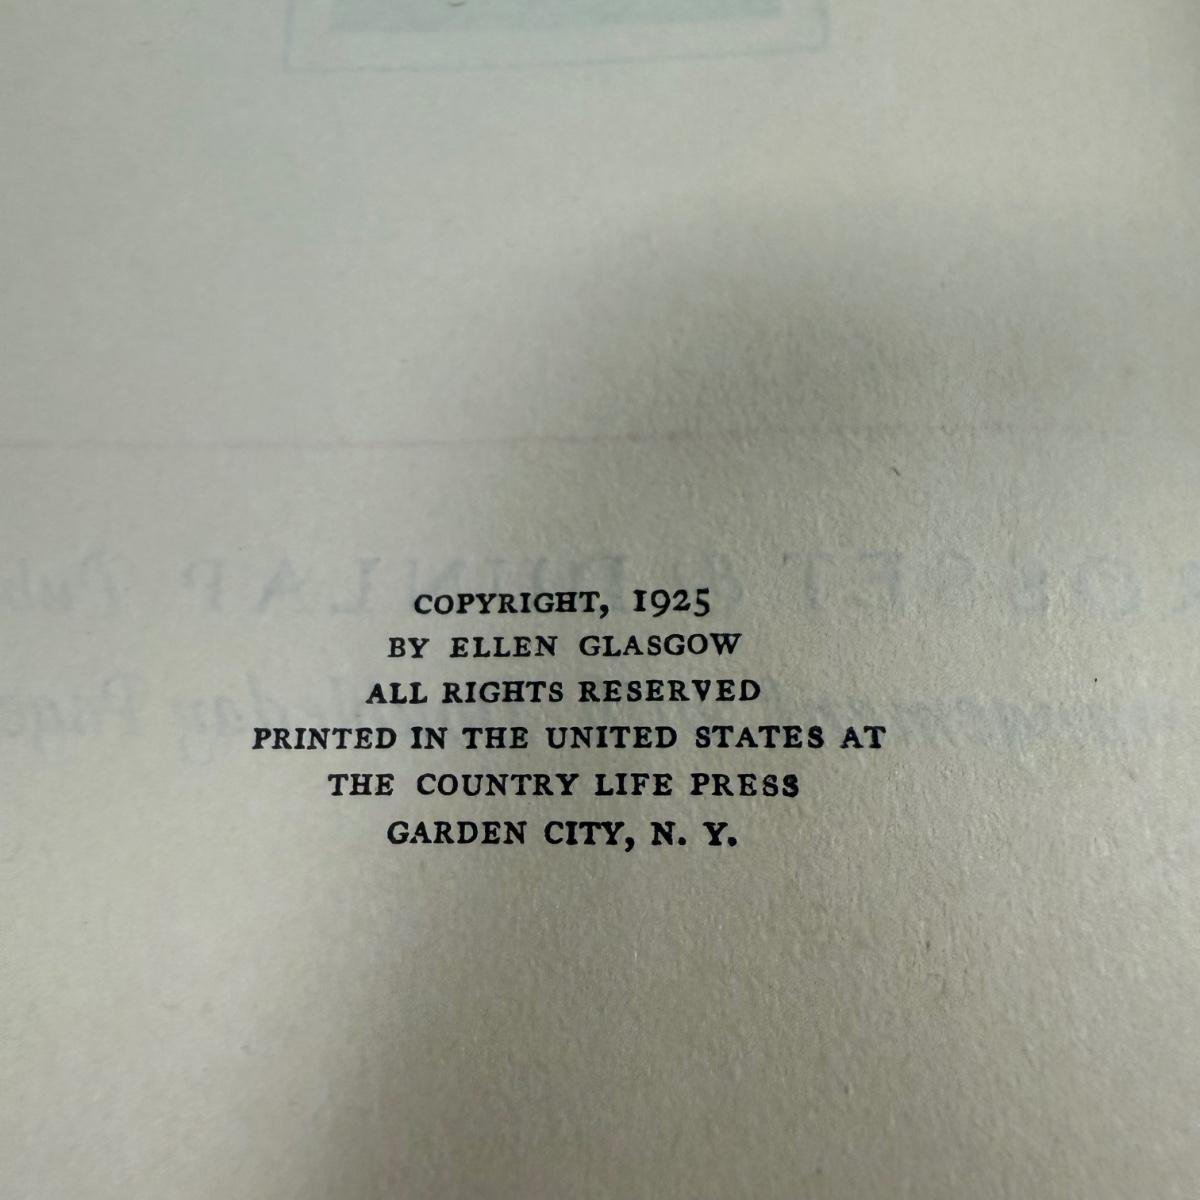 COPYRIGHT, 1925
BY ELLEN GLASGOW
ALL RIGHTS RESERVED
PRINTED IN THE UNITED STATES AT
THE COUNTRY LIFE PRESS
GARDEN CITY, N. Y.